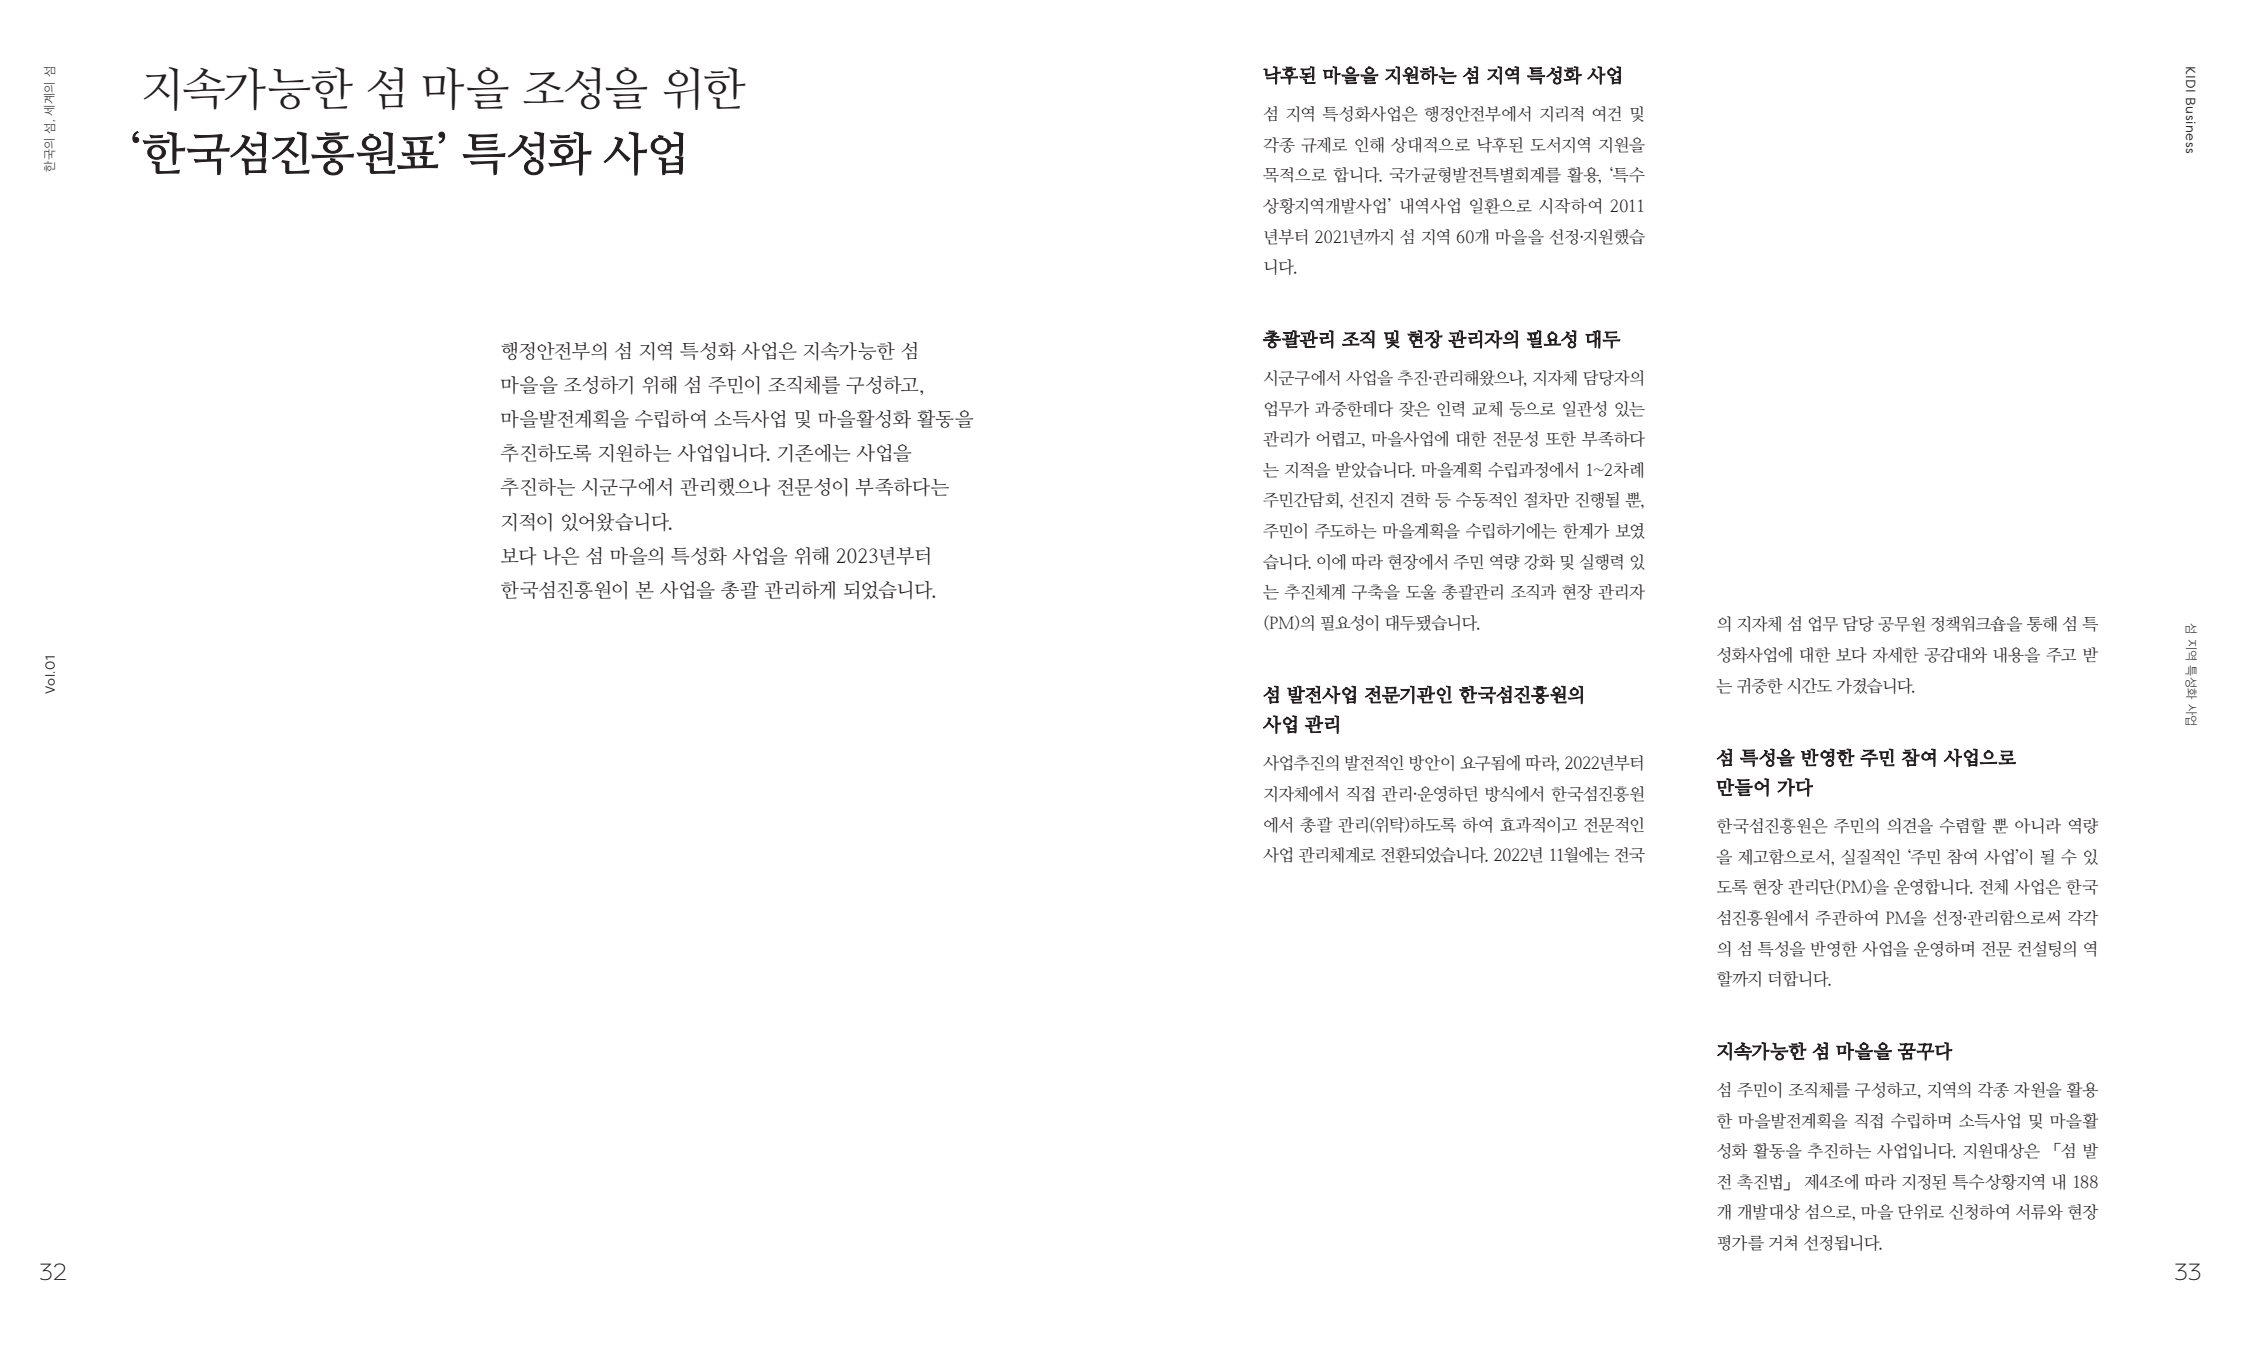 한국의 섬. 세계의 섬
Vol.01
32
지속가능한 섬 마을 조성을 위한
‘한국섬진흥원표’ 특성화 사업
행정안전부의 섬 지역 특성화 사업은 지속가능한 섬
마을을 조성하기 위해 섬 주민이 조직체를 구성하고,
마을발전계획을 수립하여 소득사업 및 마을활성화 활동을
추진하도록 지원하는 사업입니다. 기존에는 사업을
추진하는 시군구에서 관리했으나 전문성이 부족하다는
지적이 있어왔습니다.
보다 나은 섬 마을의 특성화 사업을 위해 2023년부터
한국섬진흥원이 본 사업을 총괄 관리하게 되었습니다.
낙후된 마을을 지원하는 섬 지역 특성화 사업
섬 지역 특성화사업은 행정안전부에서 지리적 여건 및
각종 규제로 인해 상대적으로 낙후된 도서지역 지원을
목적으로 합니다. 국가균형발전특별회계를 활용, ‘특수
상황지역개발사업’ 내역사업 일환으로 시작하여 2011
년부터 2021년까지 섬 지역 60개 마을을 선정·지원했습
니다.
총괄관리 조직 및 현장 관리자의 필요성 대두
시군구에서 사업을 추진·관리해왔으나, 지자체 담당자의
업무가 과중한데다 잦은 인력 교체 등으로 일관성 있는
관리가 어렵고, 마을사업에 대한 전문성 또한 부족하다
는 지적을 받았습니다. 마을계획 수립과정에서 1~2차례
주민간담회, 선진지 견학 등 수동적인 절차만 진행될 뿐,
주민이 주도하는 마을계획을 수립하기에는 한계가 보였
습니다. 이에 따라 현장에서 주민 역량 강화 및 실행력 있
는 추진체계 구축을 도울 총괄관리 조직과 현장 관리자
(PM)의 필요성이 대두됐습니다.
섬 발전사업 전문기관인 한국섬진흥원의
사업 관리
사업추진의 발전적인 방안이 요구됨에 따라, 2022년부터
지자체에서 직접 관리·운영하던 방식에서 한국섬진흥원
에서 총괄 관리(위탁)하도록 하여 효과적이고 전문적인
사업 관리체계로 전환되었습니다. 2022년 11월에는 전국
의 지자체 섬 업무 담당 공무원 정책워크숍을 통해 섬 특
성화사업에 대한 보다 자세한 공감대와 내용을 주고 받
는 귀중한 시간도 가졌습니다.
섬 특성을 반영한 주민 참여 사업으로
만들어 가다
한국섬진흥원은 주민의 의견을 수렴할 뿐 아니라 역량
을 제고함으로서, 실질적인 ‘주민 참여 사업’이 될 수 있
도록 현장 관리단(PM)을 운영합니다. 전체 사업은 한국
섬진흥원에서 주관하여 PM을 선정·관리함으로써 각각
의 섬 특성을 반영한 사업을 운영하며 전문 컨설팅의 역
할까지 더합니다.
지속가능한 섬 마을을 꿈꾸다
섬 주민이 조직체를 구성하고, 지역의 각종 자원을 활용
한 마을발전계획을 직접 수립하며 소득사업 및 마을활
성화 활동을 추진하는 사업입니다. 지원대상은 「섬 발
전 촉진법」 제4조에 따라 지정된 특수상황지역 내 188
개 개발대상 섬으로, 마을 단위로 신청하여 서류와 현장
평가를 거쳐 선정됩니다.
KIDI Business
섬 지역 특성화 사업
33